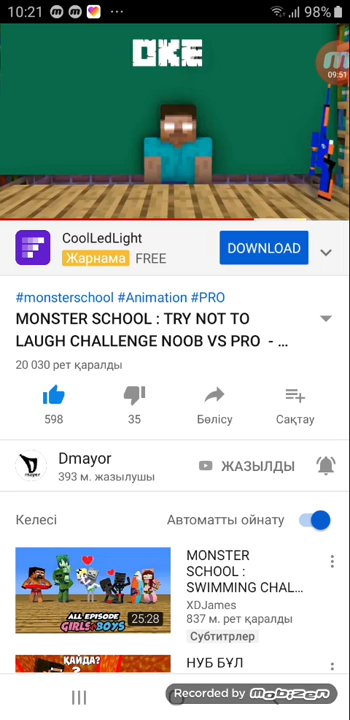 10:21
98%
OKE
09:51
CoolLedLight
Жарнама FREE
DOWNLOAD
#monsterschool #Animation #PRO
MONSTER SCHOOL : TRY NOT TO
LAUGH CHALLENGE NOOB VS PRO - ...
20 030 рет қаралды
598
35
Бөлісу
Сақтау
Dmayor
393 м. жазылушы
ЖАЗЫЛДЫ
Келесі
Автоматты ойнату
MONSTER
SCHOOL :
SWIMMING CHAL...
XDJames
837 м. рет қаралды
Субтитрлер
ALL EPISODE
GIRLS BOYS
25:28
ҚАЙДА?
НУБ БҰЛ
Recorded by mobizen